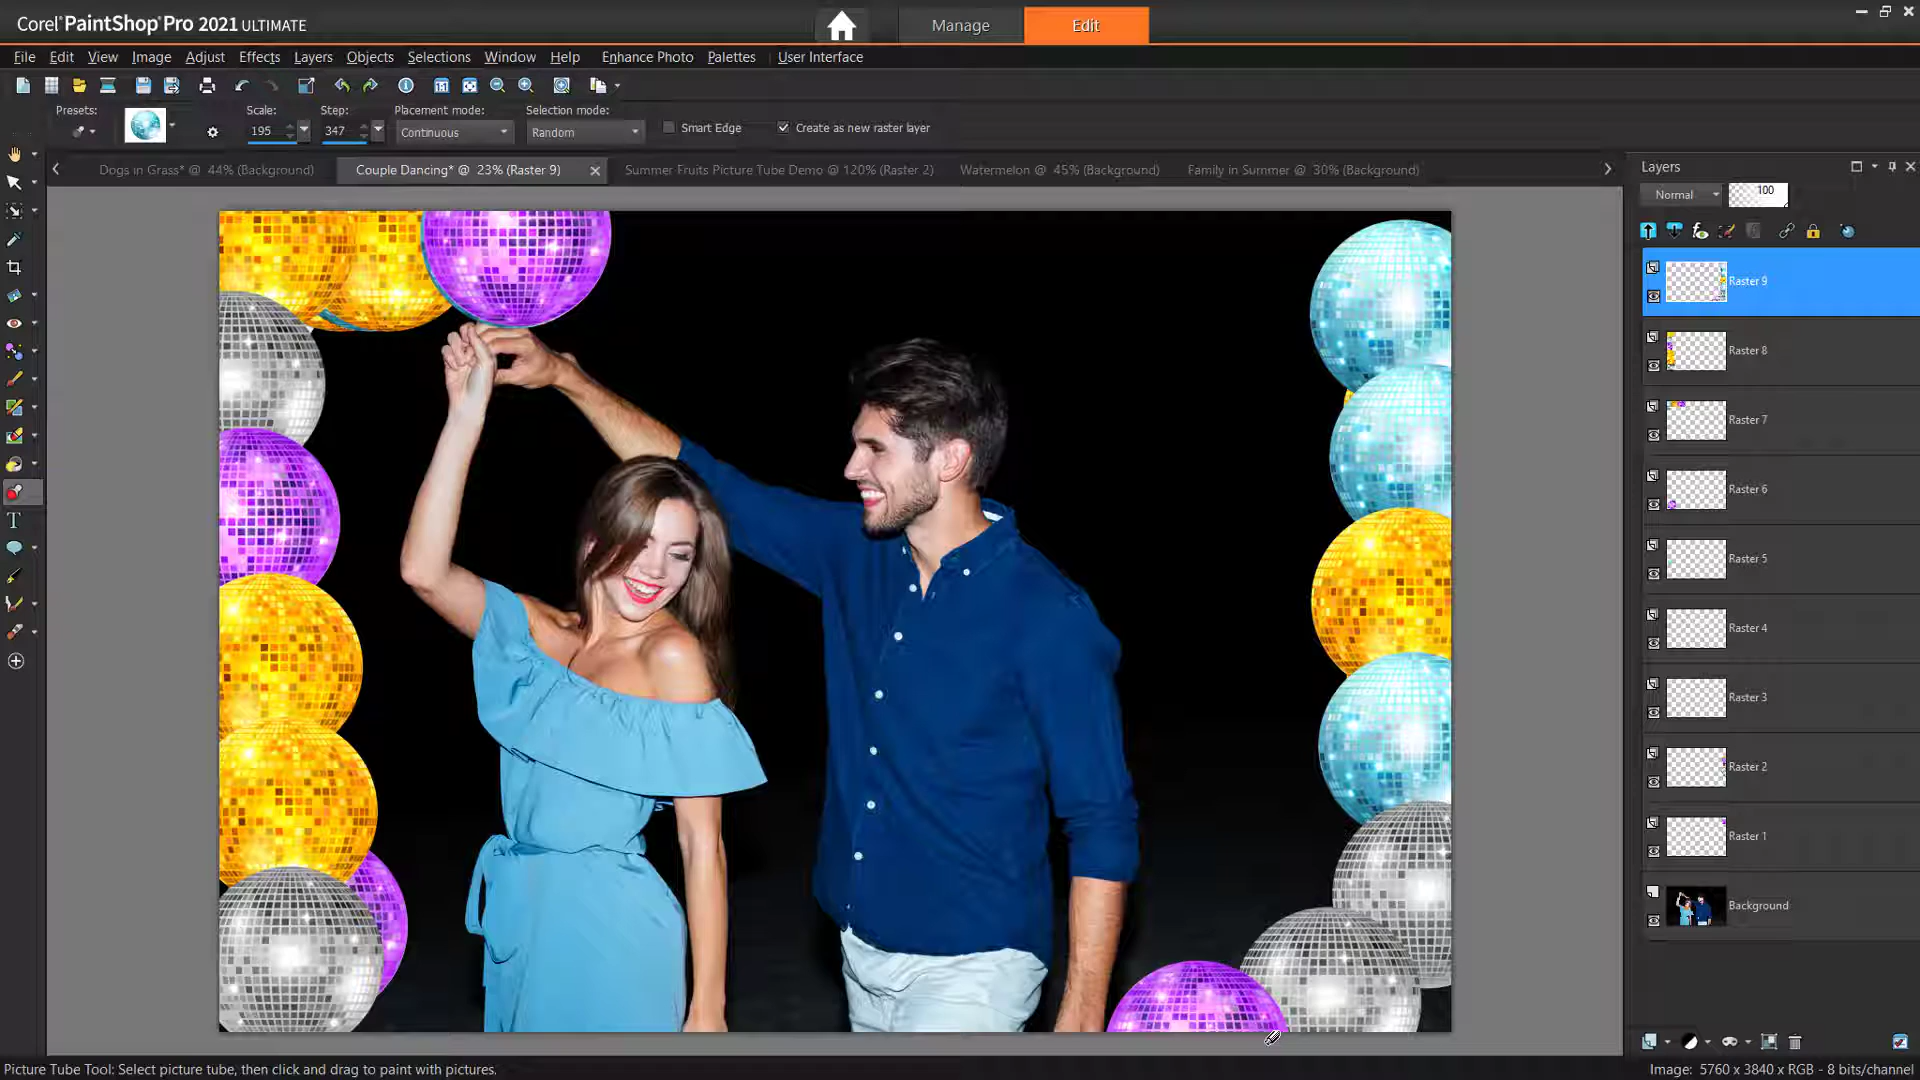 Corel PaintShop Pro 2021 ULTIMATE
Manage
Edit
File Edit View Image Adjust Effects Layers Objects Selections Window Help Enhance Photo Palettes User Interface
Presets:
Scale:
195
Step:
347
Placement mode:
Continuous
Selection mode:
Random
Smart Edge
Create as new raster layer
Dogs in Grass* @ 44% (Background)
Couple Dancing* @ 23% (Raster 9)
Summer Fruits Picture Tube Demo @ 120% (Raster 2)
Watermelon @ 45% (Background)
Family in Summer @ 30% (Background)
Layers
Normal
100
Raster 9
Raster 8
Raster 7
Raster 6
Raster 5
Raster 4
Raster 3
Raster 2
Raster 1
Background
Picture Tube Tool: Select picture tube, then click and drag to paint with pictures.
Image: 5760 x 3840 x RGB - 8 bits/channel